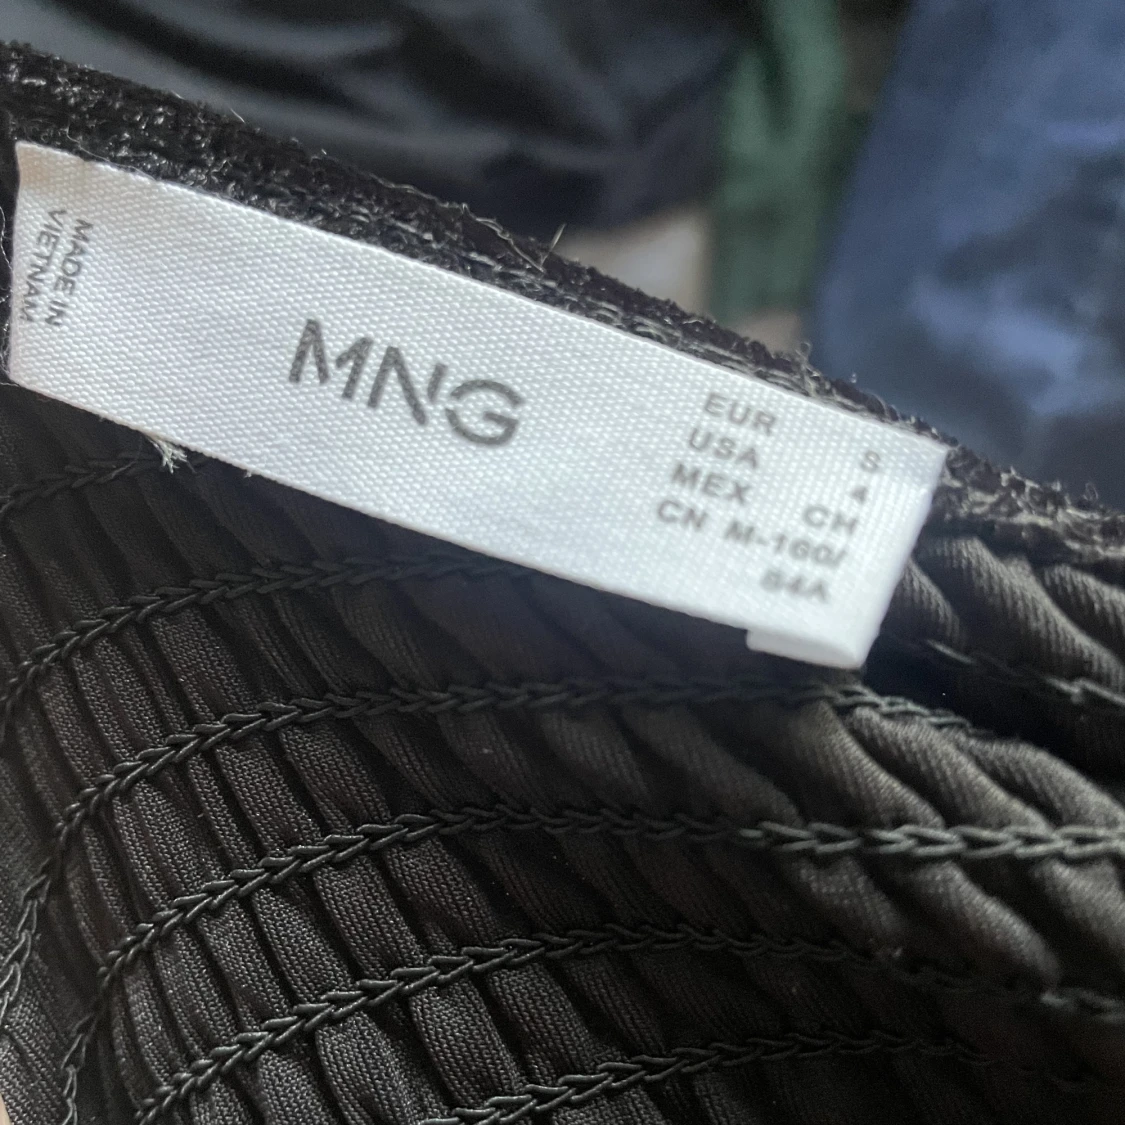 MADE IN
VIETNAM
MNG
EUR S
USA 4
MEX CH
CN M-160/
84A